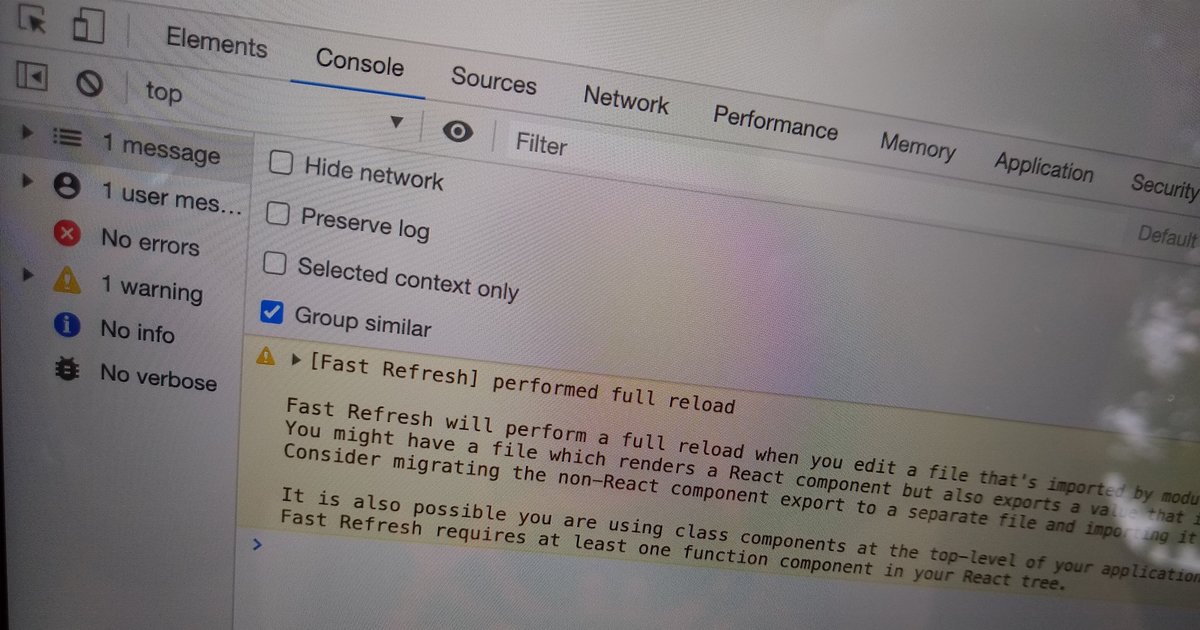 Elements Console Sources Network Performance Memory Application Security
top Filter Default
1 message
1 user mes...
No errors
1 warning
No info
No verbose
Hide network
Preserve log
Selected context only
Group similar
[Fast Refresh] performed full reload
Fast Refresh will perform a full reload when you edit a file that's imported by modu
You might have a file which renders a React component but also exports a value that
Consider migrating the non-React component export to a separate file and importing it
It is also possible you are using class components at the top-level of your application
Fast Refresh requires at least one function component in your React tree.